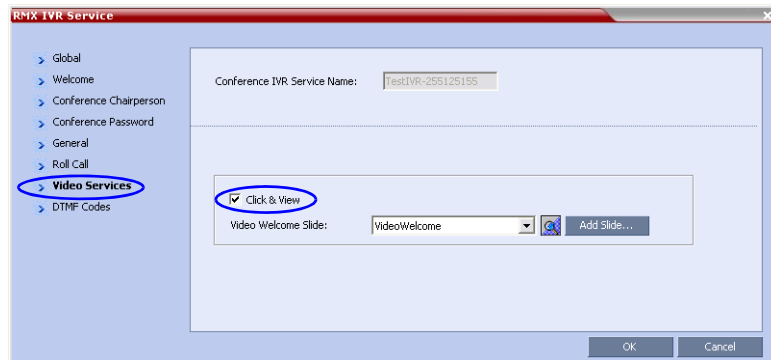 RMX IVR Service
Global
Welcome
Conference Chairperson
Conference Password
General
Roll Call
Video Services
DTMF Codes
Conference IVR Service Name: TestIVR-255125155
Click & View
Video Welcome Slide: VideoWelcome Add Slide...
OK Cancel